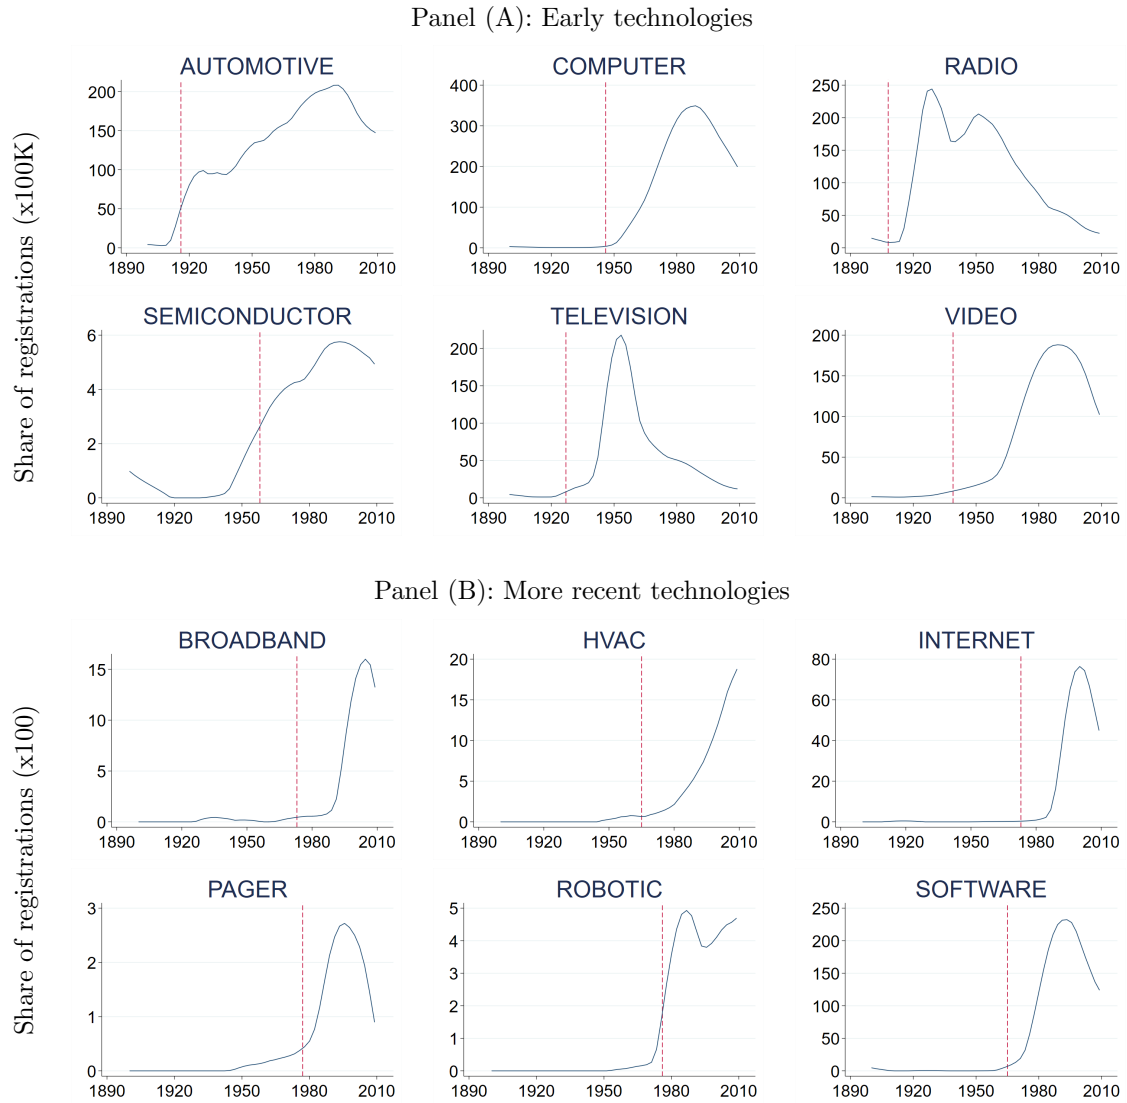 Panel (A): Early technologies
Share of registrations (x100K)
AUTOMOTIVE
200
150
100
50
0
1890 1920 1950 1980 2010
COMPUTER
400
300
200
100
0
1890 1920 1950 1980 2010
RADIO
250
200
150
100
50
0
1890 1920 1950 1980 2010
SEMICONDUCTOR
6
4
2
0
1890 1920 1950 1980 2010
TELEVISION
200
150
100
50
0
1890 1920 1950 1980 2010
VIDEO
200
150
100
50
0
1890 1920 1950 1980 2010
Panel (B): More recent technologies
Share of registrations (x100)
BROADBAND
15
10
5
0
1890 1920 1950 1980 2010
HVAC
20
15
10
5
0
1890 1920 1950 1980 2010
INTERNET
80
60
40
20
0
1890 1920 1950 1980 2010
PAGER
3
2
1
0
1890 1920 1950 1980 2010
ROBOTIC
5
4
3
2
1
0
1890 1920 1950 1980 2010
SOFTWARE
250
200
150
100
50
0
1890 1920 1950 1980 2010